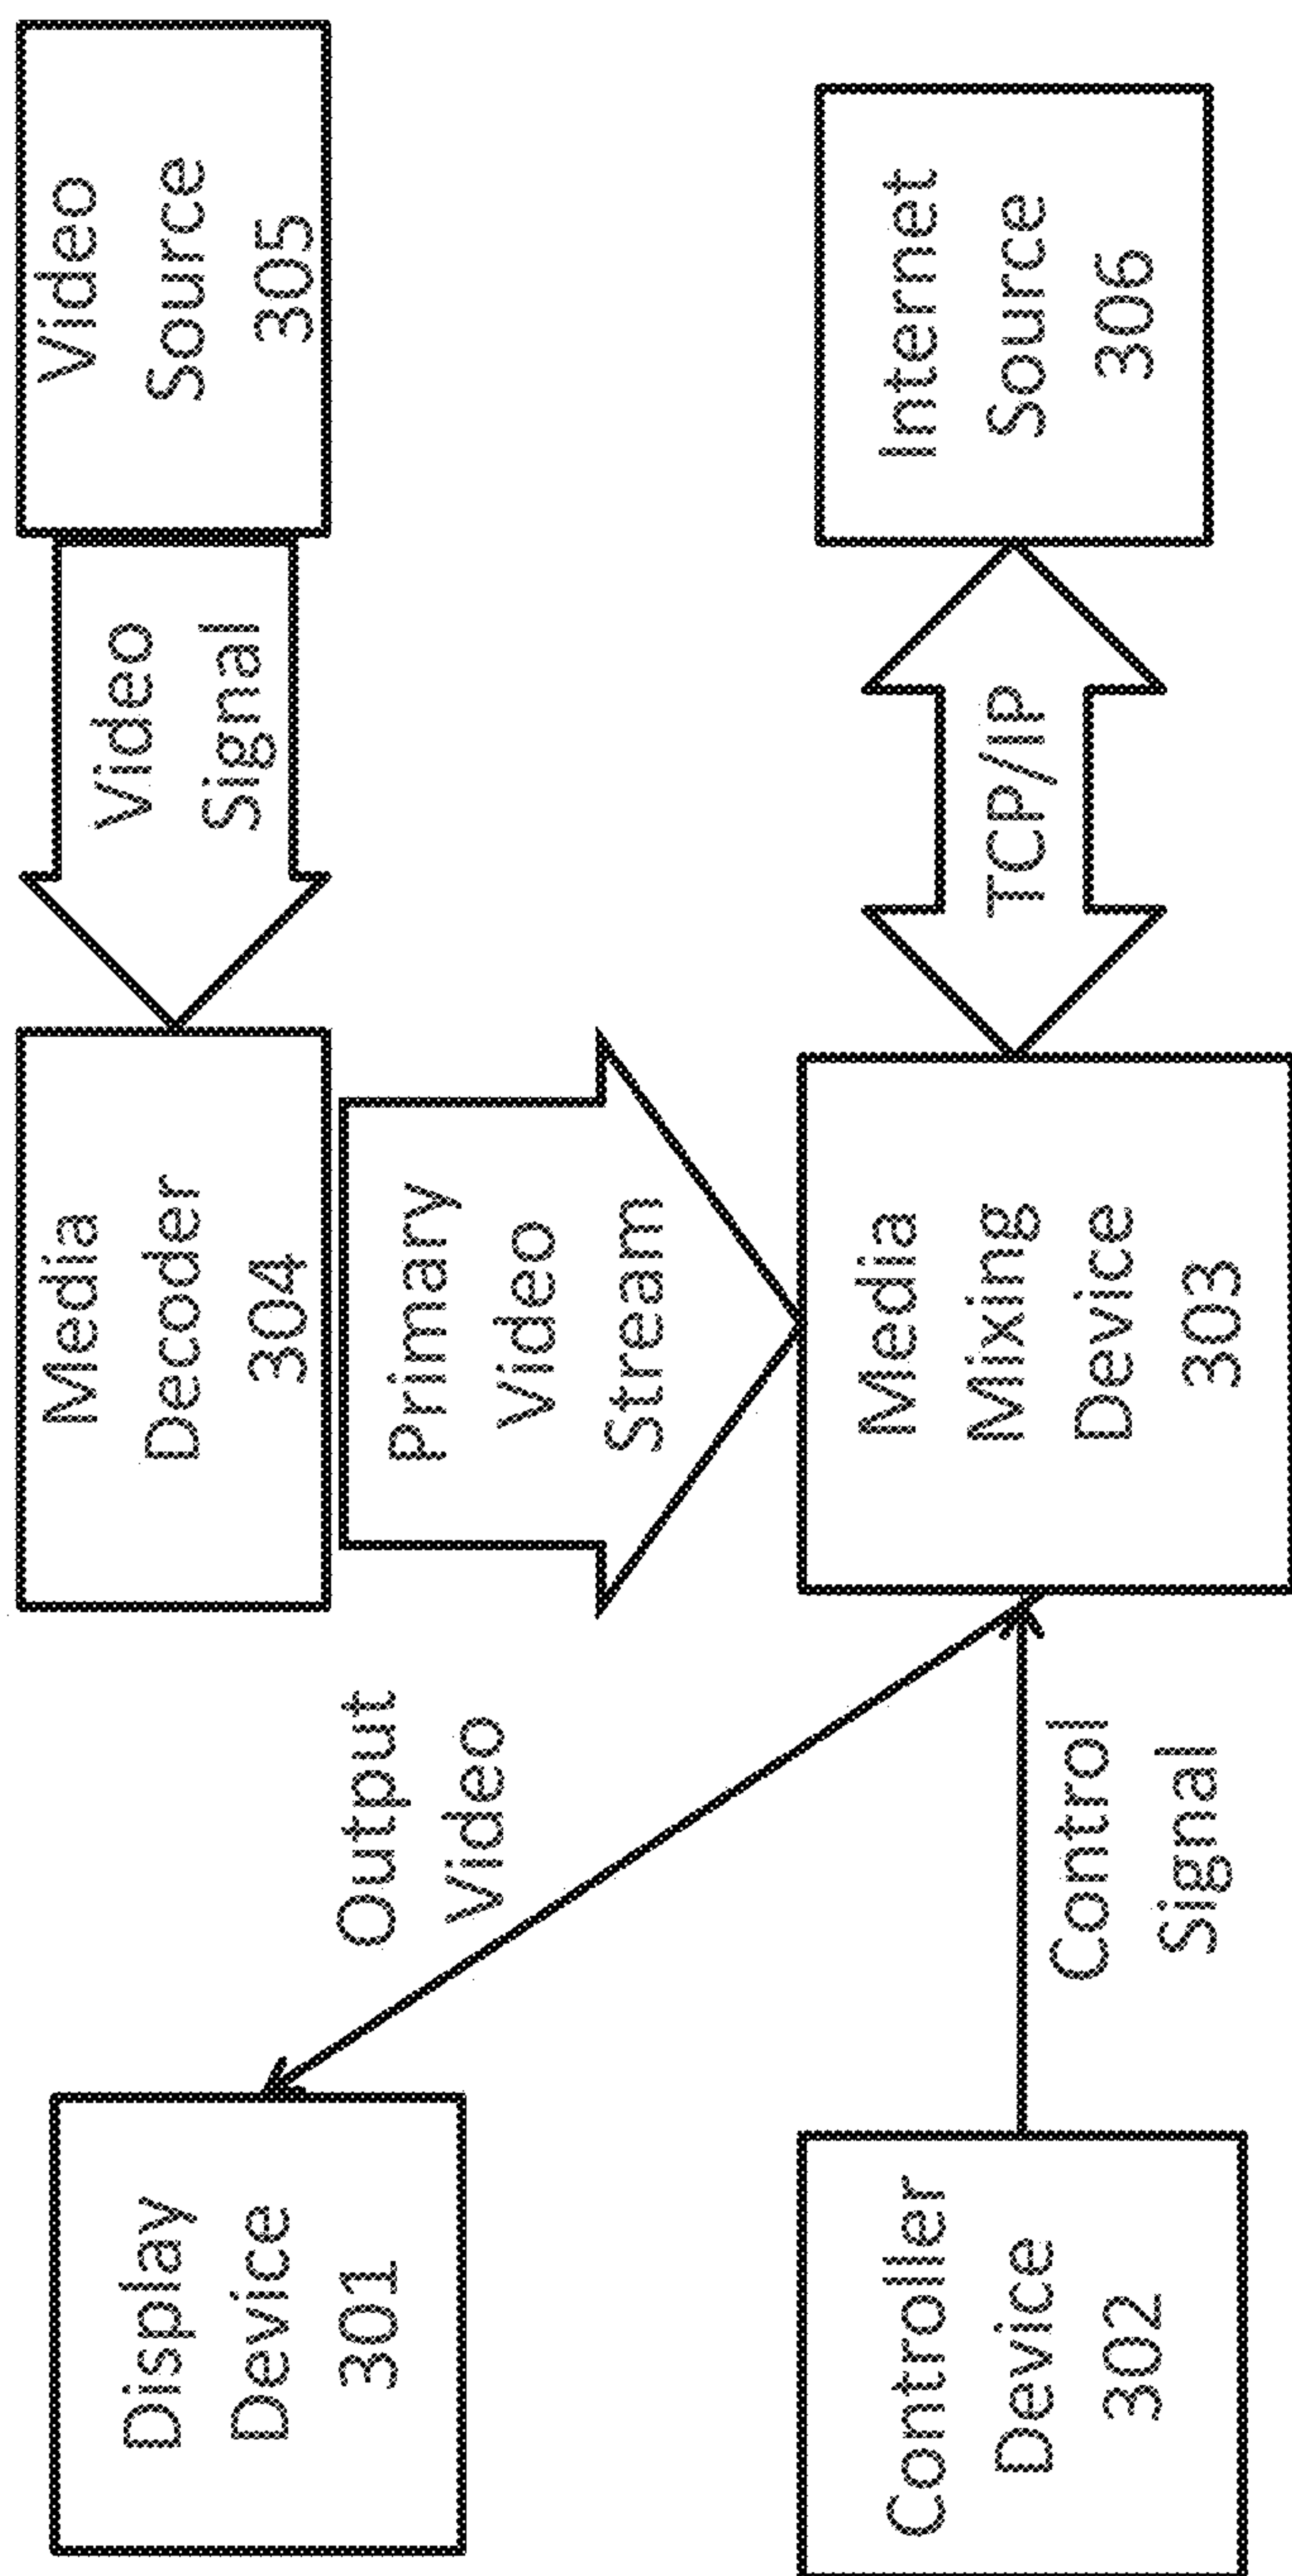 Display
Device
301
Output
Video
Media
Decoder
304
Video
Signal
Video
Source
305
Primary
Video
Stream
Controller
Device
302
Control
Signal
Media
Mixing
Device
303
TCP/IP
Internet
Source
306